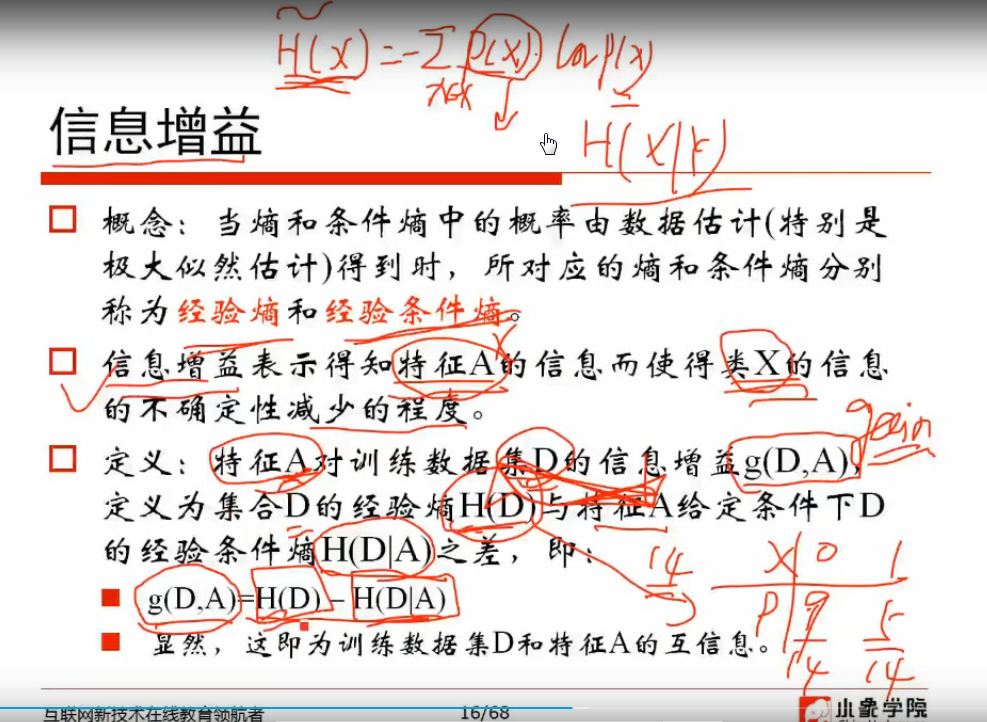 H(X)=-Σ p(x)·log p(x)
x∈X
信息增益
H(X|Y)
概念：当熵和条件熵中的概率由数据估计(特别是
极大似然估计)得到时，所对应的熵和条件熵分别
称为经验熵和经验条件熵。
信息增益表示得知特征A的信息而使得类X的信息
的不确定性减少的程度。
gain
定义：特征A对训练数据集D的信息增益g(D,A)，
定义为集合D的经验熵H(D)与特征A给定条件下D
的经验条件熵H(D|A)之差，即：
14
X 0 1
g(D,A)=H(D) – H(D|A)
P 9/14 5/14
显然，这即为训练数据集D和特征A的互信息。
互联网新技术在线教育领航者
16/68
小象学院